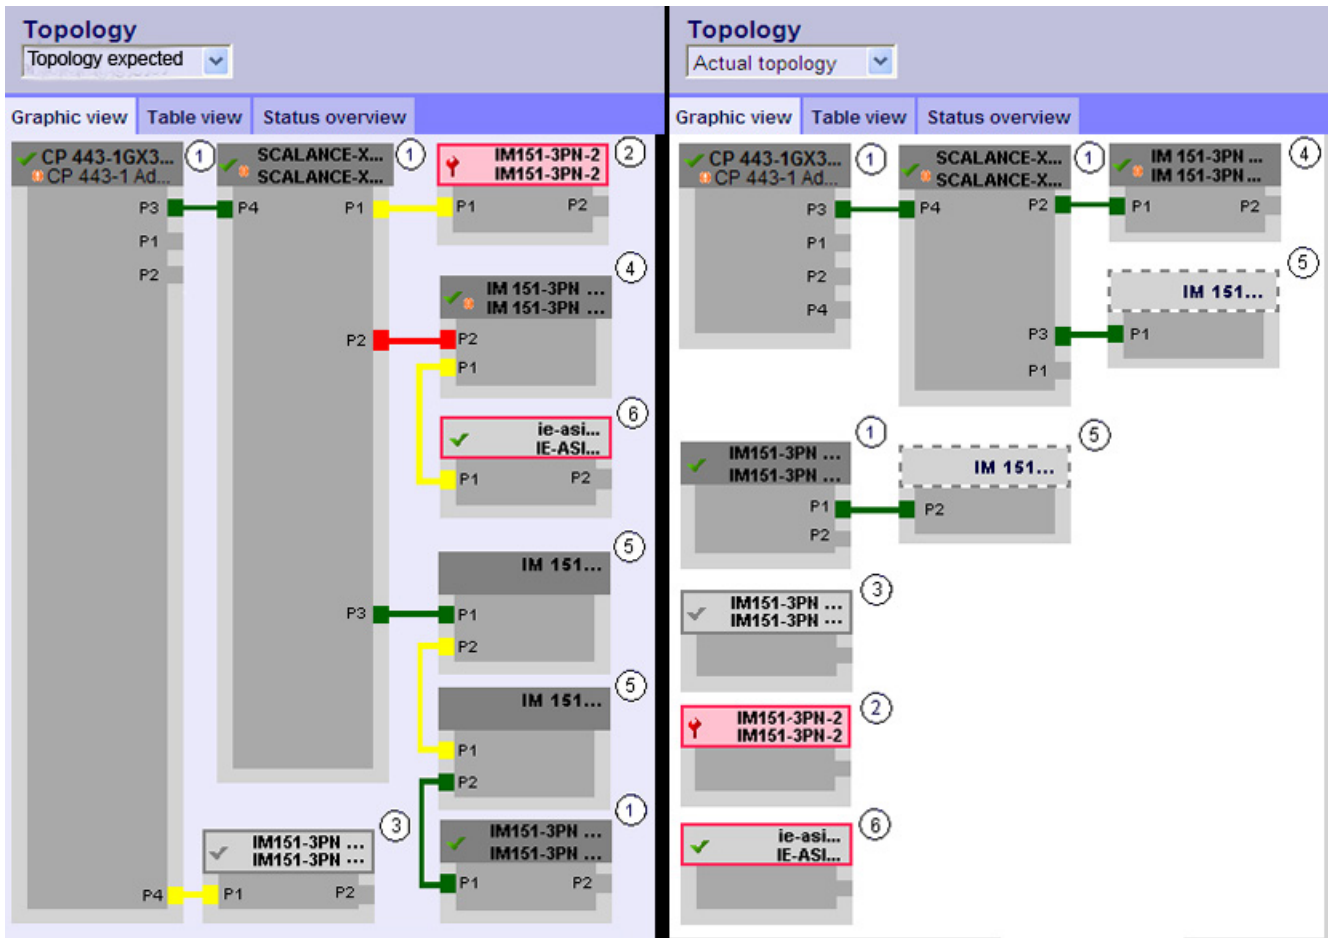 Topology
Topology expected
Graphic view
Table view
Status overview
CP 443-1GX3...
CP 443-1 Ad...
1
P3
P1
P2
P4
SCALANCE-X...
SCALANCE-X...
1
P4
P1
P2
P3
IM151-3PN-2
IM151-3PN-2
2
P1
P2
IM 151-3PN ...
IM 151-3PN ...
4
P2
P1
ie-asi...
IE-ASI...
6
P1
P2
IM 151...
5
P1
P2
IM 151...
5
P1
P2
IM151-3PN ...
IM151-3PN ...
1
P1
P2
IM151-3PN ...
IM151-3PN ...
3
P1
P2
Topology
Actual topology
Graphic view
Table view
Status overview
CP 443-1GX3...
CP 443-1 Ad...
1
P3
P1
P2
P4
SCALANCE-X...
SCALANCE-X...
1
P4
P2
P3
P1
IM 151-3PN ...
IM 151-3PN ...
4
P1
P2
IM 151...
5
P1
IM151-3PN ...
IM151-3PN ...
1
P1
P2
IM 151...
5
P2
IM151-3PN ...
IM151-3PN ...
3
IM151-3PN-2
IM151-3PN-2
2
ie-asi...
IE-ASI...
6